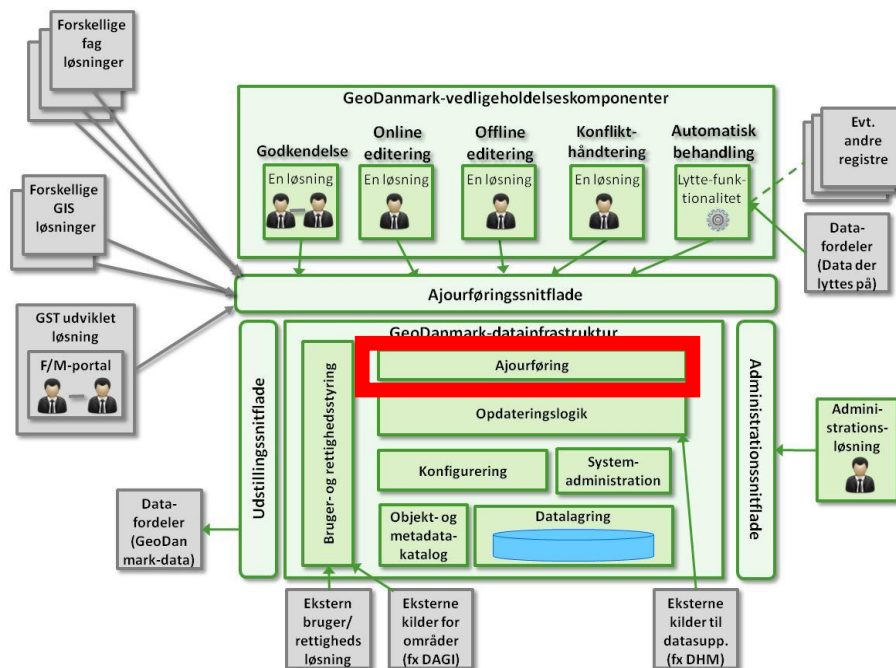 Forskellige
fag
løsninger
GeoDanmark-vedligeholdelseskomponenter
Godkendelse
En løsning
Online
editering
En løsning
Offline
editering
En løsning
Konflikt-
håndtering
En løsning
Automatisk
behandling
Lytte-funk-
tionalitet
Evt.
andre
registre
Forskellige
GIS
løsninger
Data-
fordeler
(Data der
lyttes på)
Ajourføringssnitflade
GST udviklet
løsning
F/M-portal
Udstillingssnitflade
GeoDanmark-datainfrastruktur
Bruger- og rettighedsstyring
Ajourføring
Opdateringslogik
Konfigurering
System-
administration
Objekt- og
metadata-
katalog
Datalagring
Administrationssnitflade
Admini-
strations-
løsning
Data-
fordeler
(GeoDan
mark-data)
Ekstern
bruger/
rettigheds
løsning
Eksterne
kilder for
områder
(fx DAGI)
Eksterne
kilder til
datasupp.
(fx DHM)